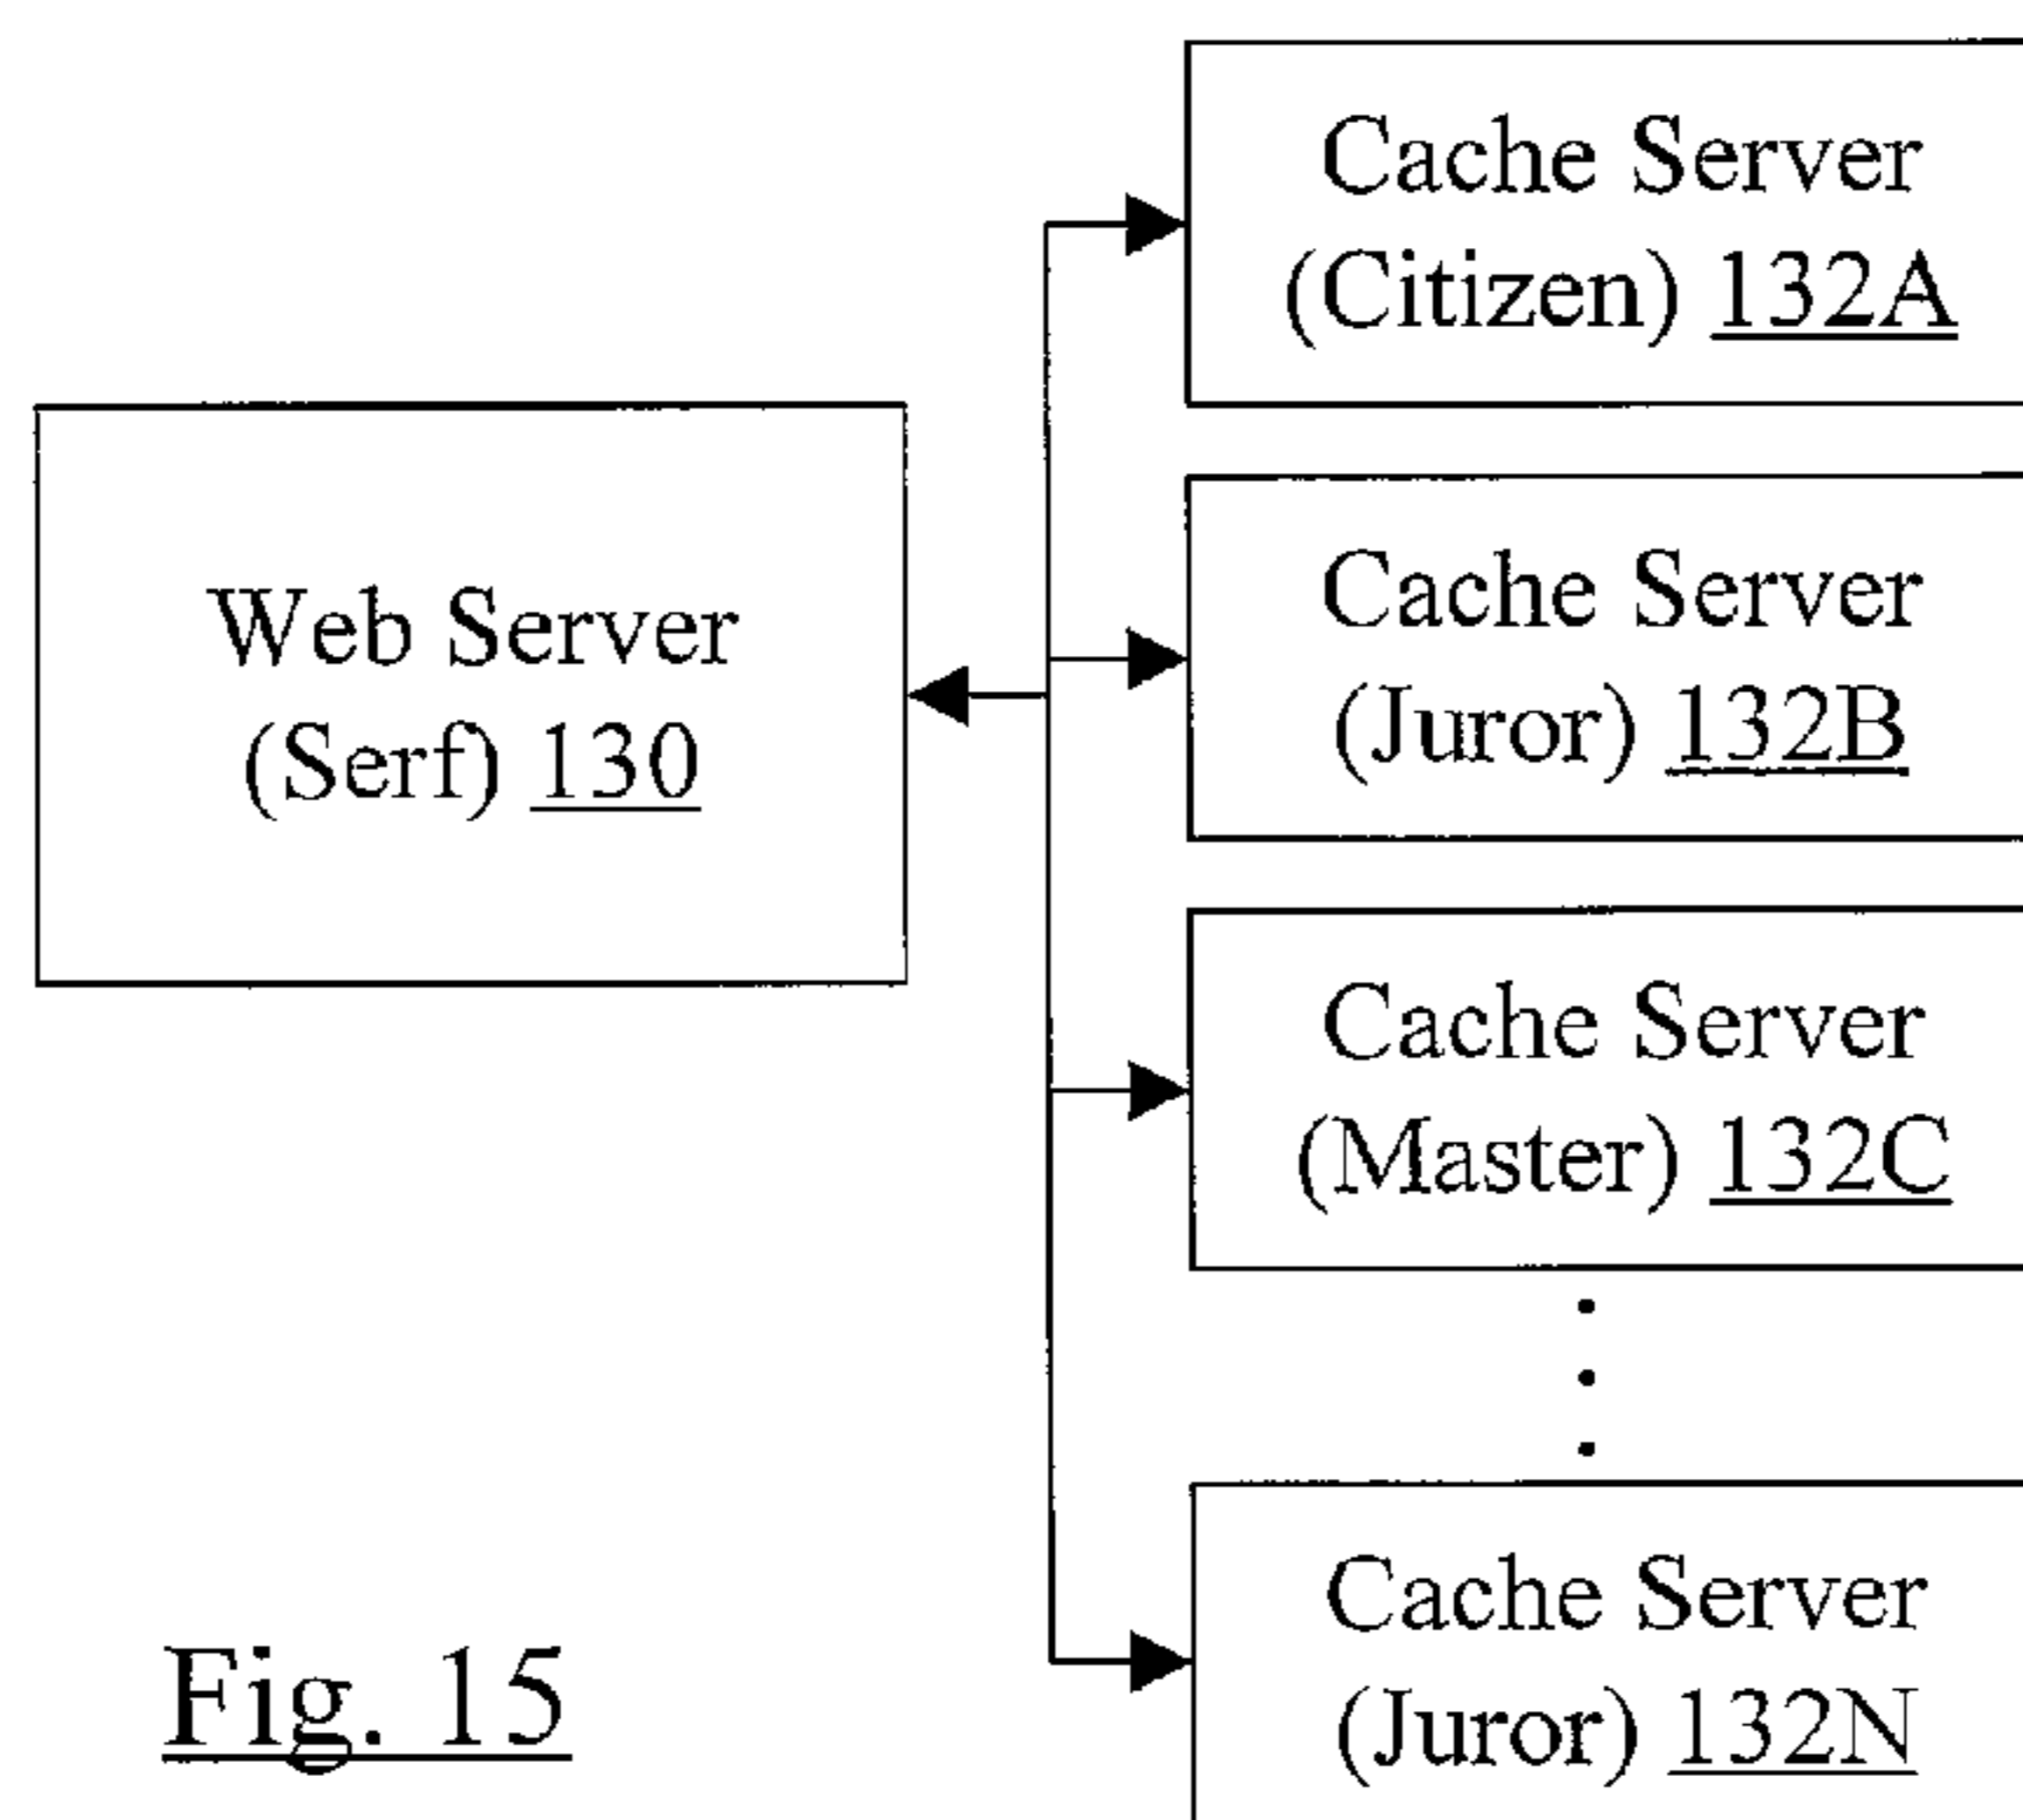 Cache Server
(Citizen) 132A
Web Server
(Serf) 130
Cache Server
(Juror) 132B
Cache Server
(Master) 132C
Cache Server
(Juror) 132N
Fig. 15